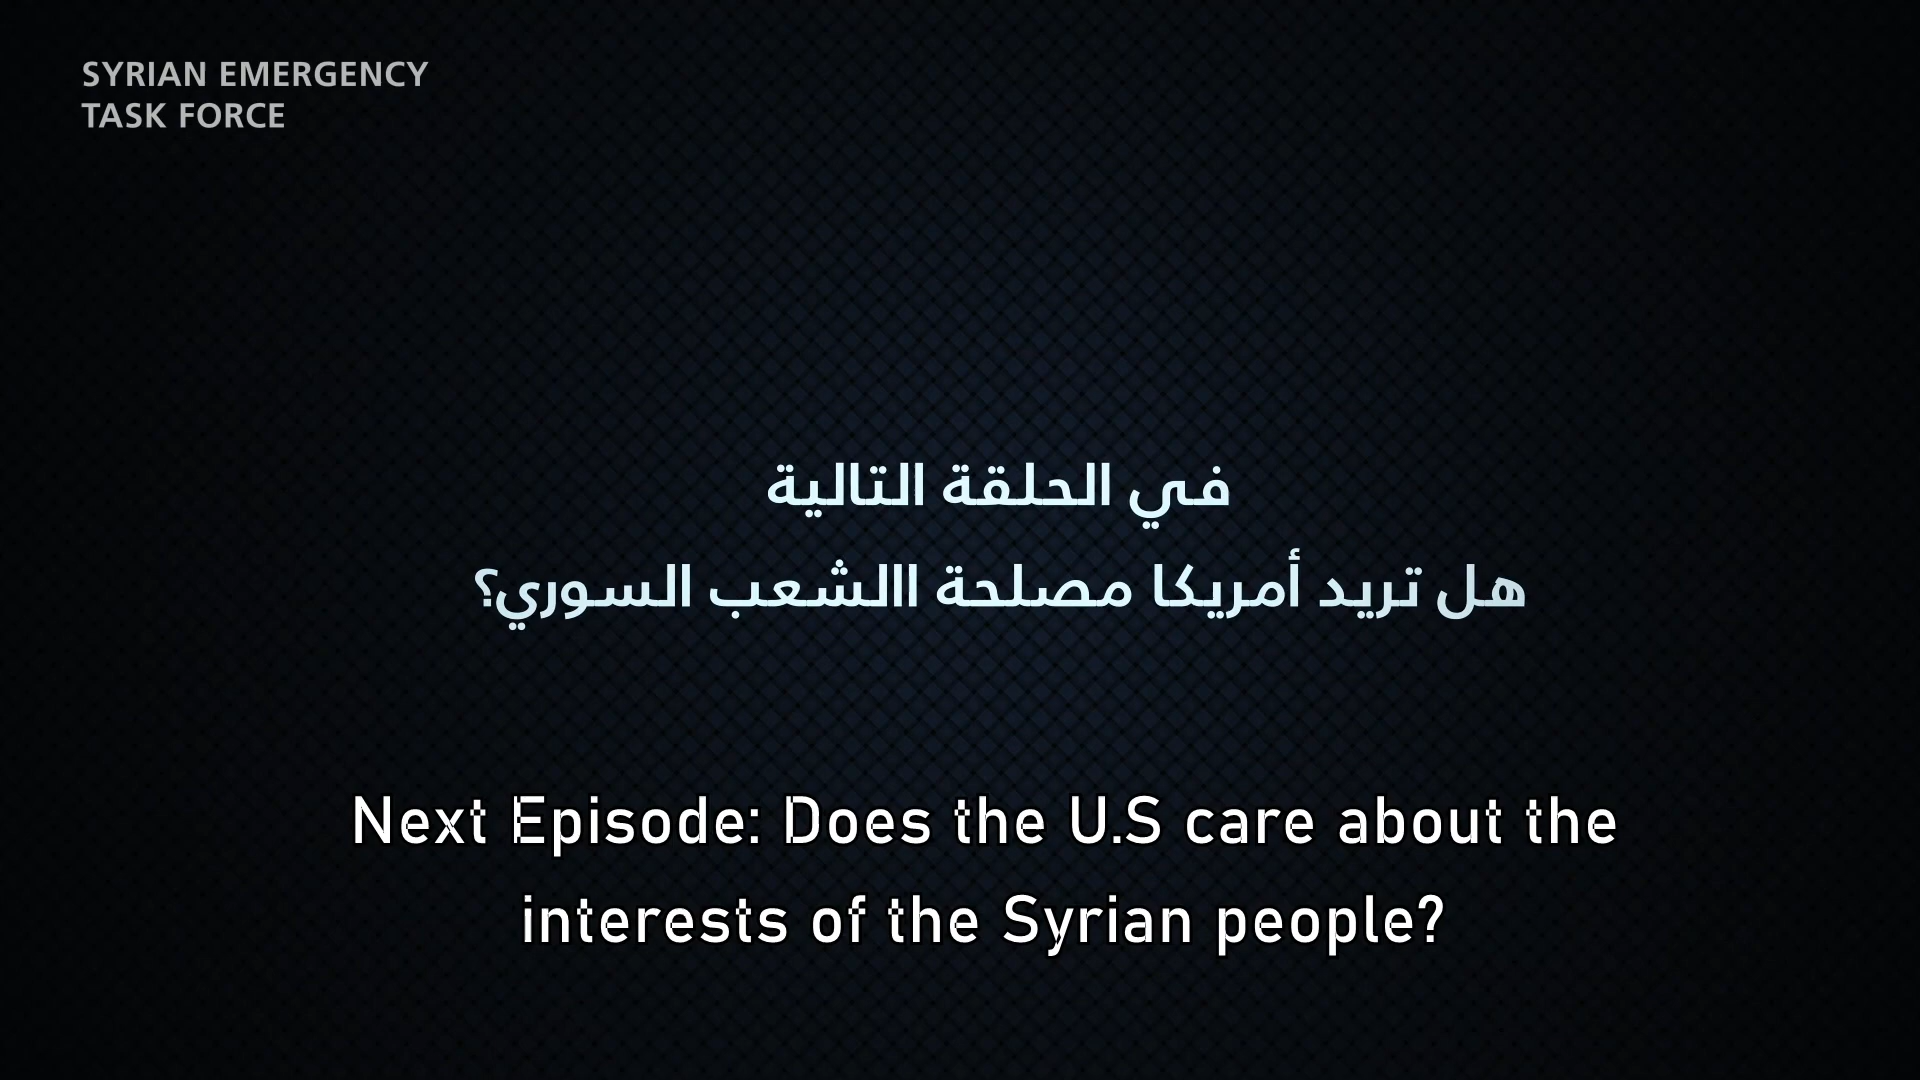 SYRIAN EMERGENCY
TASK FORCE
في الحلقة التالية
هل تريد أمريكا مصلحة االشعب السوري؟
Next Episode: Does the U.S care about the
interests of the Syrian people?